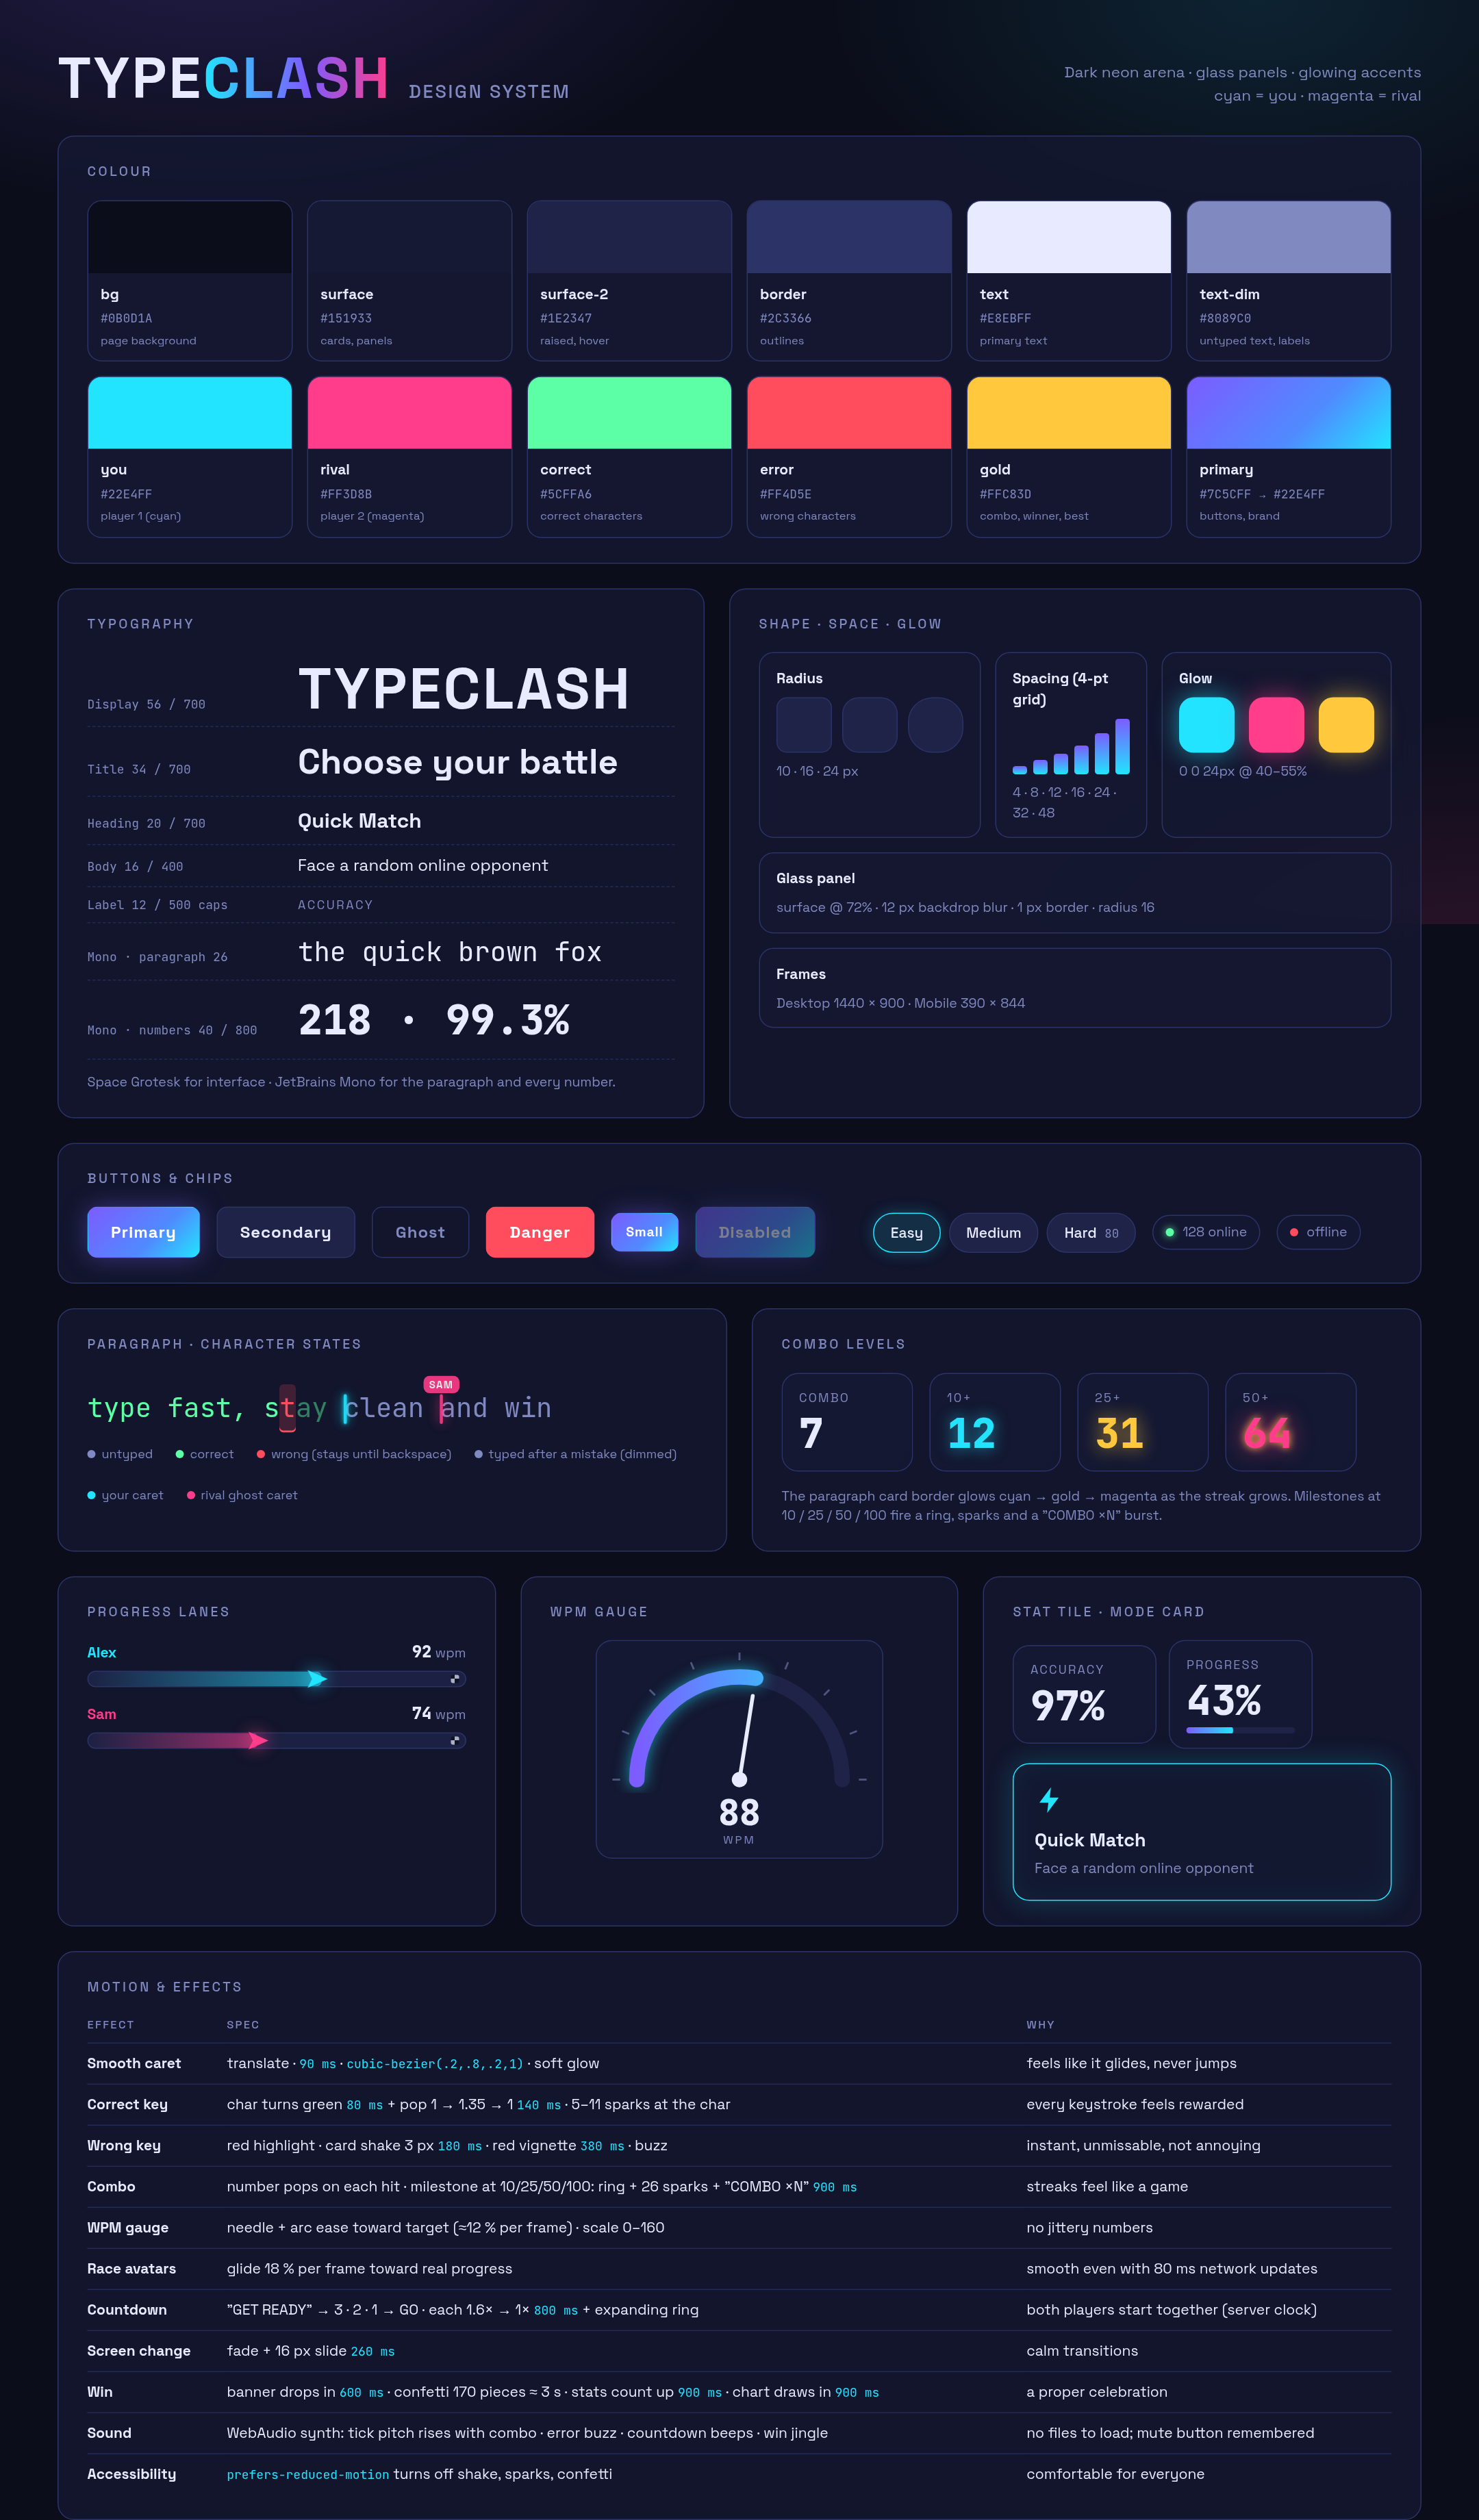 TYPECLASH DESIGN SYSTEM
Dark neon arena · glass panels · glowing accents
cyan = you · magenta = rival
COLOUR
bg
#0B0D1A
page background
surface
#151933
cards, panels
surface-2
#1E2347
raised, hover
border
#2C3366
outlines
text
#E8EBFF
primary text
text-dim
#8089C0
untyped text, labels
you
#22E4FF
player 1 (cyan)
rival
#FF3D8B
player 2 (magenta)
correct
#5CFFA6
correct characters
error
#FF4D5E
wrong characters
gold
#FFC83D
combo, winner, best
primary
#7C5CFF → #22E4FF
buttons, brand
TYPOGRAPHY
Display 56 / 700 TYPECLASH
Title 34 / 700 Choose your battle
Heading 20 / 700 Quick Match
Body 16 / 400 Face a random online opponent
Label 12 / 500 caps ACCURACY
Mono · paragraph 26 the quick brown fox
Mono · numbers 40 / 800 218 · 99.3%
Space Grotesk for interface · JetBrains Mono for the paragraph and every number.
SHAPE · SPACE · GLOW
Radius
10 · 16 · 24 px
Spacing (4-pt
grid)
4 · 8 · 12 · 16 · 24 ·
32 · 48
Glow
0 0 24px @ 40–55%
Glass panel
surface @ 72% · 12 px backdrop blur · 1 px border · radius 16
Frames
Desktop 1440 × 900 · Mobile 390 × 844
BUTTONS & CHIPS
Primary Secondary Ghost Danger Small Disabled Easy Medium Hard 80 128 online offline
PARAGRAPH · CHARACTER STATES
SAM
type fast, stay clean and win
untyped correct wrong (stays until backspace) typed after a mistake (dimmed)
your caret rival ghost caret
COMBO LEVELS
COMBO
7
10+
12
25+
31
50+
64
The paragraph card border glows cyan → gold → magenta as the streak grows. Milestones at
10 / 25 / 50 / 100 fire a ring, sparks and a "COMBO ×N" burst.
PROGRESS LANES
Alex 92 wpm
Sam 74 wpm
WPM GAUGE
88
WPM
STAT TILE · MODE CARD
ACCURACY
97%
PROGRESS
43%
Quick Match
Face a random online opponent
MOTION & EFFECTS
EFFECT SPEC WHY
Smooth caret translate · 90 ms · cubic-bezier(.2,.8,.2,1) · soft glow feels like it glides, never jumps
Correct key char turns green 80 ms + pop 1 → 1.35 → 1 140 ms · 5–11 sparks at the char every keystroke feels rewarded
Wrong key red highlight · card shake 3 px 180 ms · red vignette 380 ms · buzz instant, unmissable, not annoying
Combo number pops on each hit · milestone at 10/25/50/100: ring + 26 sparks + "COMBO ×N" 900 ms streaks feel like a game
WPM gauge needle + arc ease toward target (≈12 % per frame) · scale 0–160 no jittery numbers
Race avatars glide 18 % per frame toward real progress smooth even with 80 ms network updates
Countdown "GET READY" → 3 · 2 · 1 → GO · each 1.6× → 1× 800 ms + expanding ring both players start together (server clock)
Screen change fade + 16 px slide 260 ms calm transitions
Win banner drops in 600 ms · confetti 170 pieces ≈ 3 s · stats count up 900 ms · chart draws in 900 ms a proper celebration
Sound WebAudio synth: tick pitch rises with combo · error buzz · countdown beeps · win jingle no files to load; mute button remembered
Accessibility prefers-reduced-motion turns off shake, sparks, confetti comfortable for everyone